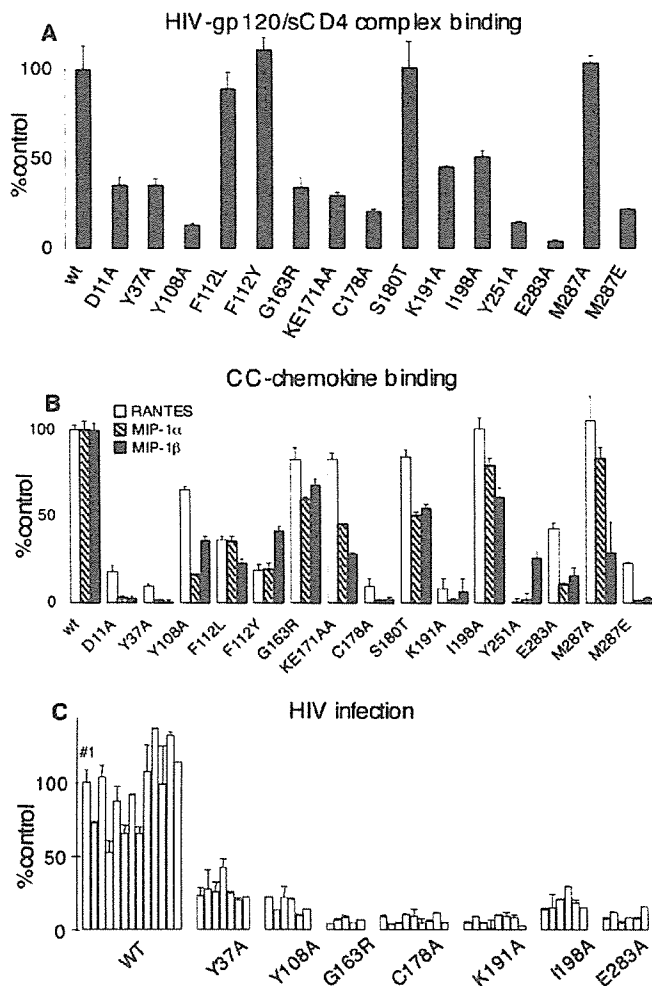 A
HIV-gp120/sCD4 complex binding
%control
100
50
0
wt
D11A
Y37A
Y108A
F112L
F112Y
G163R
KE171AA
C178A
S180T
K191A
I198A
Y251A
E283A
M287A
M287E
CC-chemokine binding
B
RANTES
MIP-1α
MIP-1β
%control
100
50
0
wt
D11A
Y37A
Y108A
F112L
F112Y
G163R
KE171AA
C178A
S180T
K191A
I198A
Y251A
E283A
M287A
M287E
C
HIV infection
#1
%control
100
50
0
WT
Y37A
Y108A
G163R
C178A
K191A
I198A
E283A